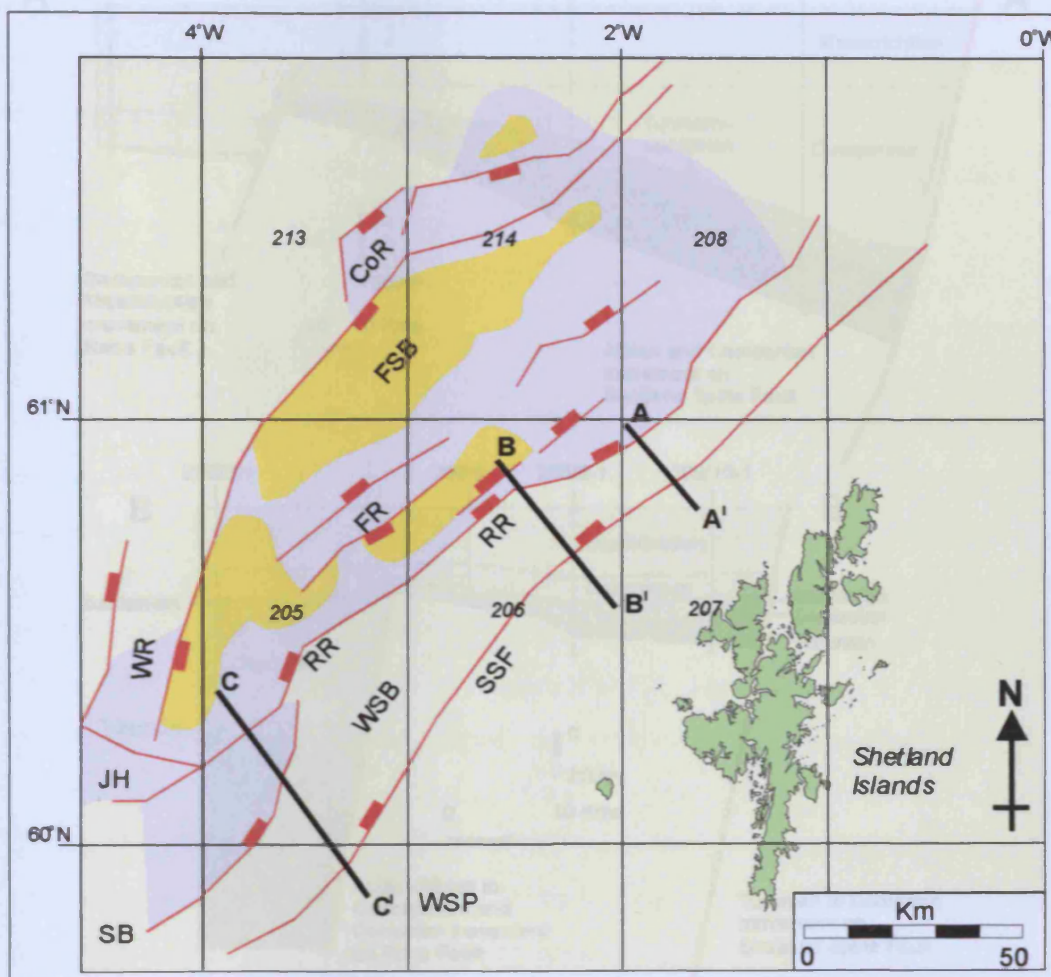 4°W
2°W
0°W
213
CoR
214
208
FSB
61°N
A
B
FR
RR
A'
205
206
B'
207
WR
RR
SSF
C
WSB
N
JH
Shetland
Islands
60°N
C'
WSP
Km
SB
0
50